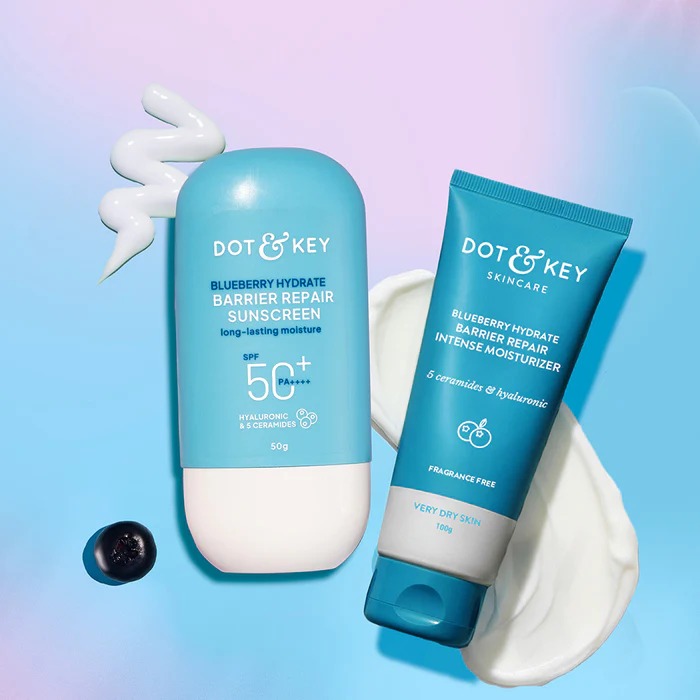 DOT & KEY
BLUEBERRY HYDRATE
BARRIER REPAIR
SUNSCREEN
long-lasting moisture
SPF
50+
PA++++
HYALURONIC
& 5 CERAMIDES
50g
DOT & KEY
SKINCARE
BLUEBERRY HYDRATE
BARRIER REPAIR
INTENSE MOISTURIZER
5 ceramides & hyaluronic
FRAGRANCE FREE
VERY DRY SKIN
100g